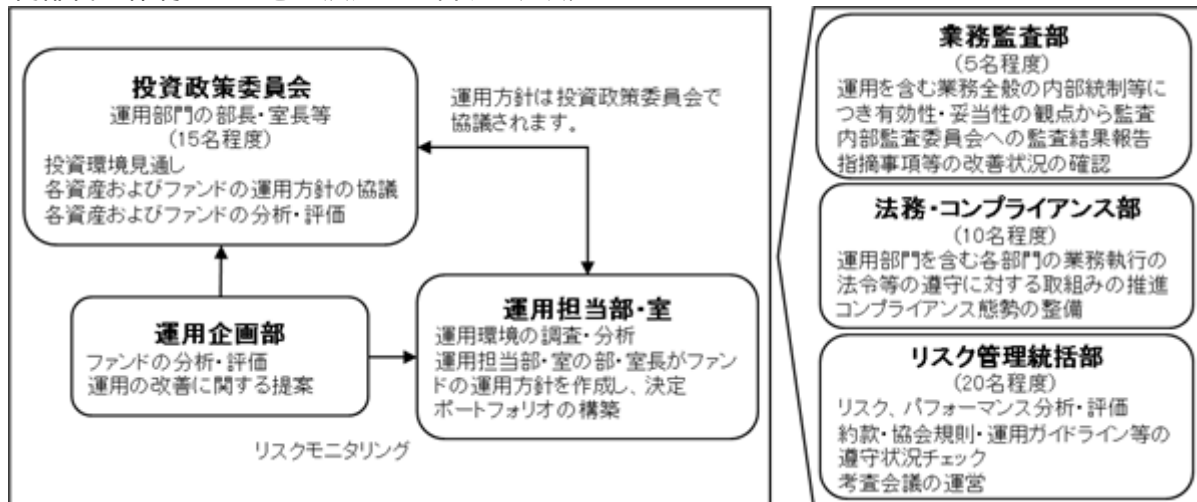 投資政策委員会
運用部門の部長・室長等
(15名程度)
投資環境見通し
各資産およびファンドの運用方針の協議
各資産およびファンドの分析・評価
運用方針は投資政策委員会で
協議されます。
運用企画部
ファンドの分析・評価
運用の改善に関する提案
運用担当部・室
運用環境の調査・分析
運用担当部・室の部・室長がファン
ドの運用方針を作成し、決定
ポートフォリオの構築
リスクモニタリング
業務監査部
(5名程度)
運用を含む業務全般の内部統制等に
つき有効性・妥当性の観点から監査
内部監査委員会への監査結果報告
指摘事項等の改善状況の確認
法務・コンプライアンス部
(10名程度)
運用部門を含む各部門の業務執行の
法令等の遵守に対する取組みの推進
コンプライアンス態勢の整備
リスク管理統括部
(20名程度)
リスク、パフォーマンス分析・評価
約款・協会規則・運用ガイドライン等の
遵守状況チェック
考査会議の運営